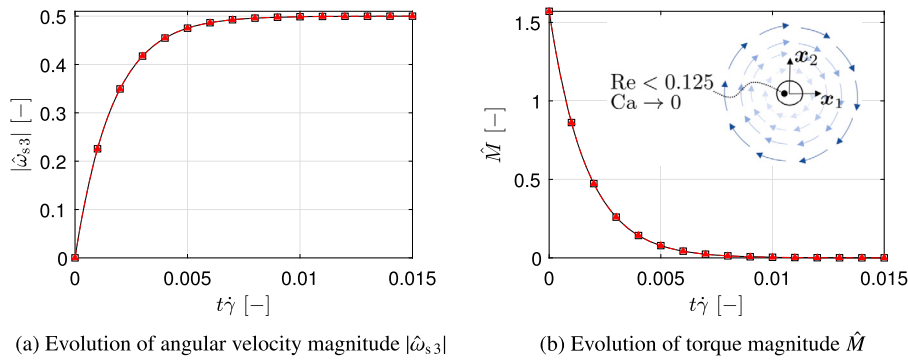 0.5
0.4
0.3
0.2
0.1
0
|ω̂s 3| [−]
0
0.005
0.01
0.015
tγ̇ [−]
(a) Evolution of angular velocity magnitude |ω̂s 3|
1.5
1
0.5
0
M̂ [−]
0
0.005
0.01
0.015
tγ̇ [−]
Re < 0.125
Ca → 0
x2
x1
(b) Evolution of torque magnitude M̂